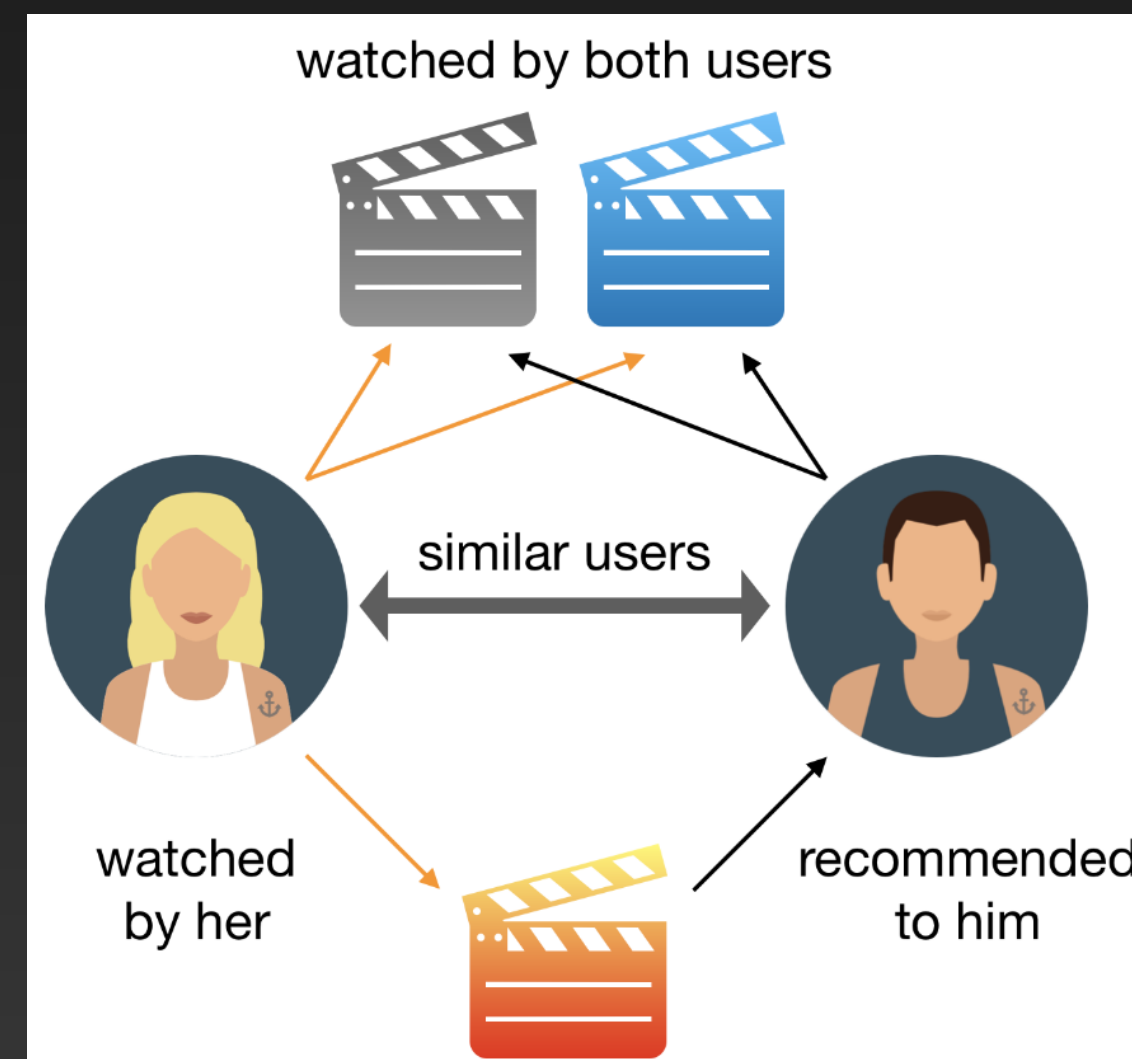 watched by both users
similar users
watched
by her
recommended
to him